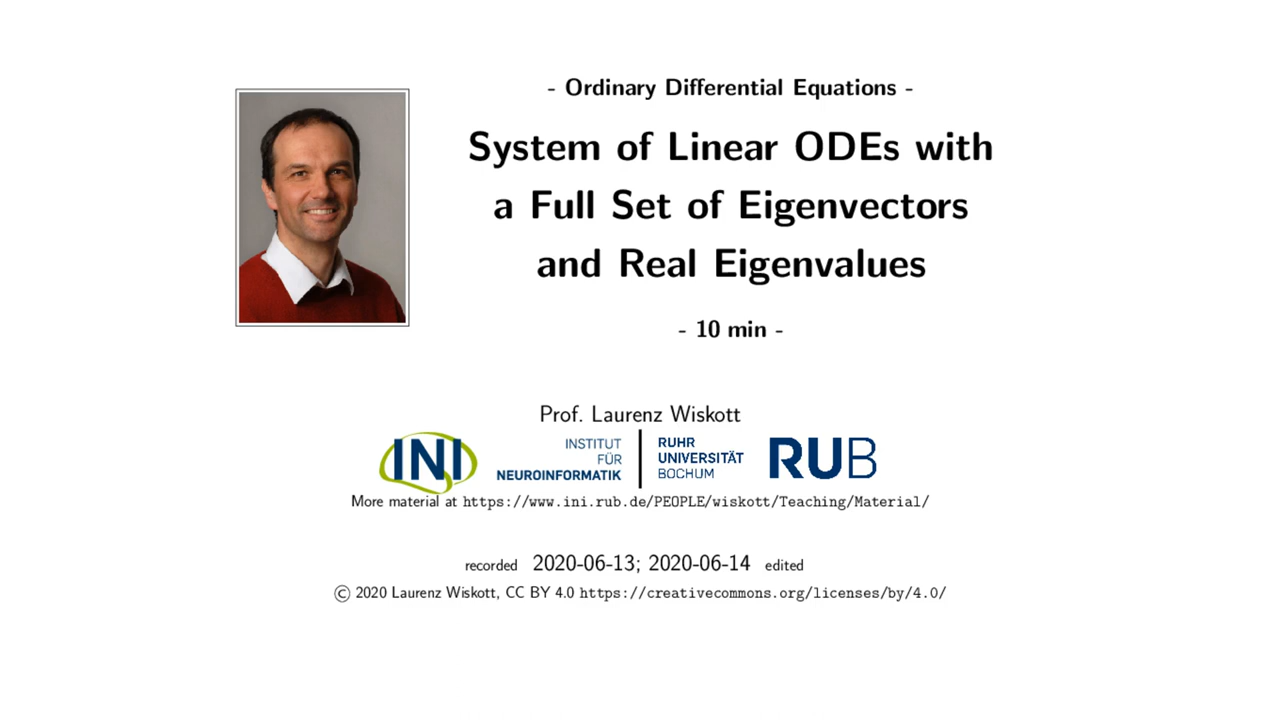 - Ordinary Differential Equations -
System of Linear ODEs with
a Full Set of Eigenvectors
and Real Eigenvalues
- 10 min -
Prof. Laurenz Wiskott
INI
INSTITUT
FÜR
NEUROINFORMATIK
RUHR
UNIVERSITÄT
BOCHUM
RUB
More material at https://www.ini.rub.de/PEOPLE/wiskott/Teaching/Material/
recorded 2020-06-13; 2020-06-14 edited
© 2020 Laurenz Wiskott, CC BY 4.0 https://creativecommons.org/licenses/by/4.0/